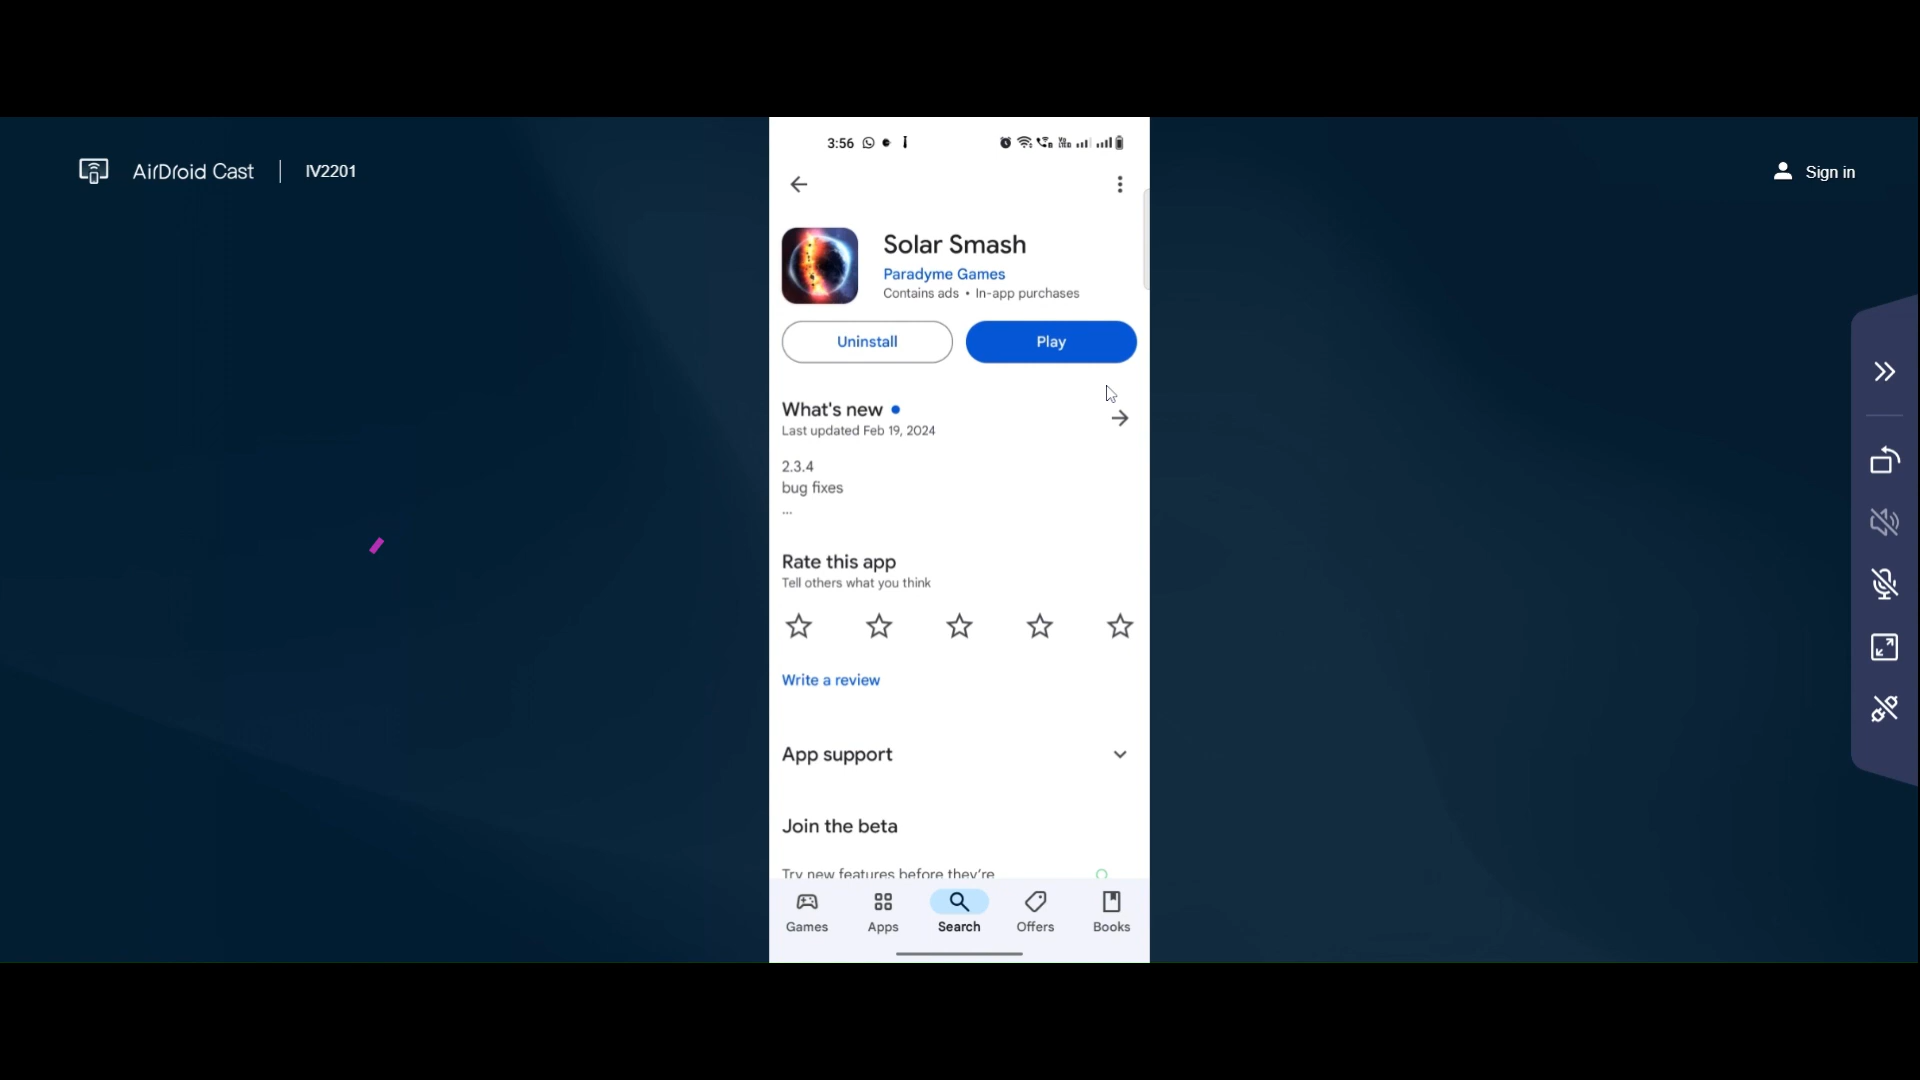 AirDroid Cast | IV2201
Sign in
3:56
Solar Smash
Paradyme Games
Contains ads • In-app purchases
Uninstall
Play
What's new
Last updated Feb 19, 2024
2.3.4
bug fixes
...
Rate this app
Tell others what you think
Write a review
App support
Join the beta
Try new features before they're
Games
Apps
Search
Offers
Books